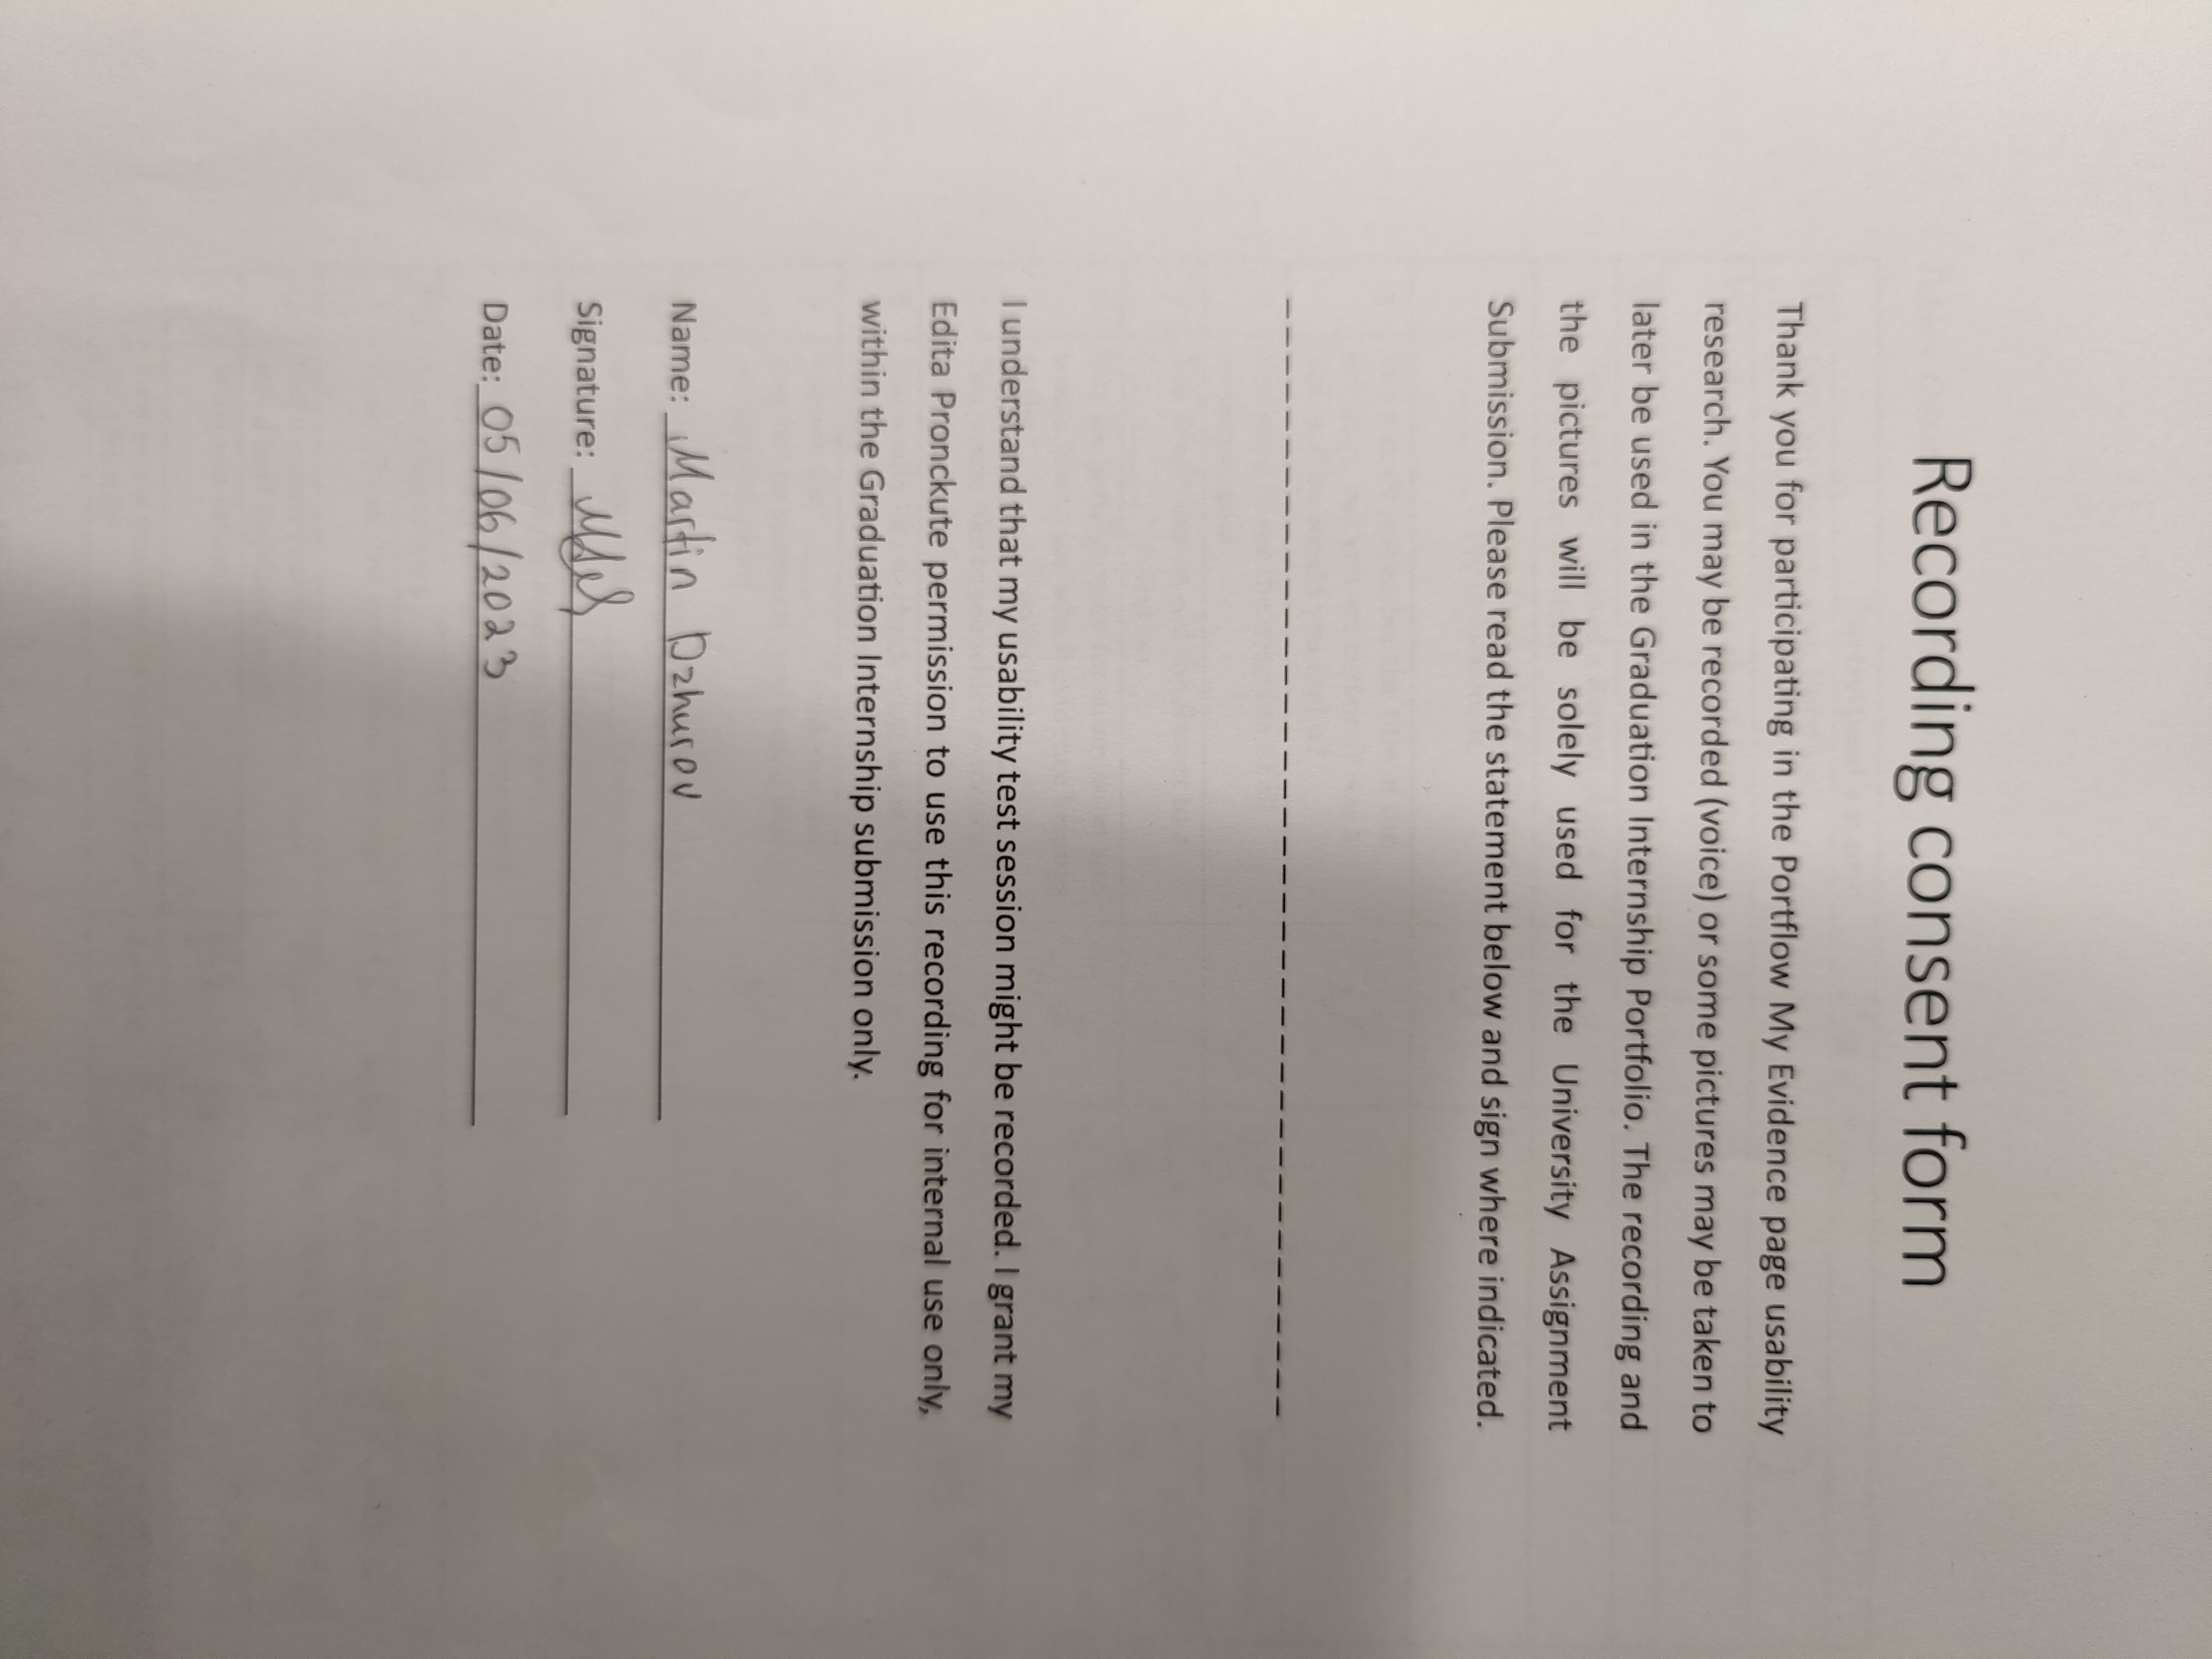 Recording consent form
Thank you for participating in the Portflow My Evidence page usability
research. You may be recorded (voice) or some pictures may be taken to
later be used in the Graduation Internship Portfolio. The recording and
the pictures will be solely used for the University Assignment
Submission. Please read the statement below and sign where indicated.
I understand that my usability test session might be recorded. I grant my
Edita Pronckute permission to use this recording for internal use only,
within the Graduation Internship submission only.
Name: Martin Dzhurov
Signature:
Date: 05/06/2023